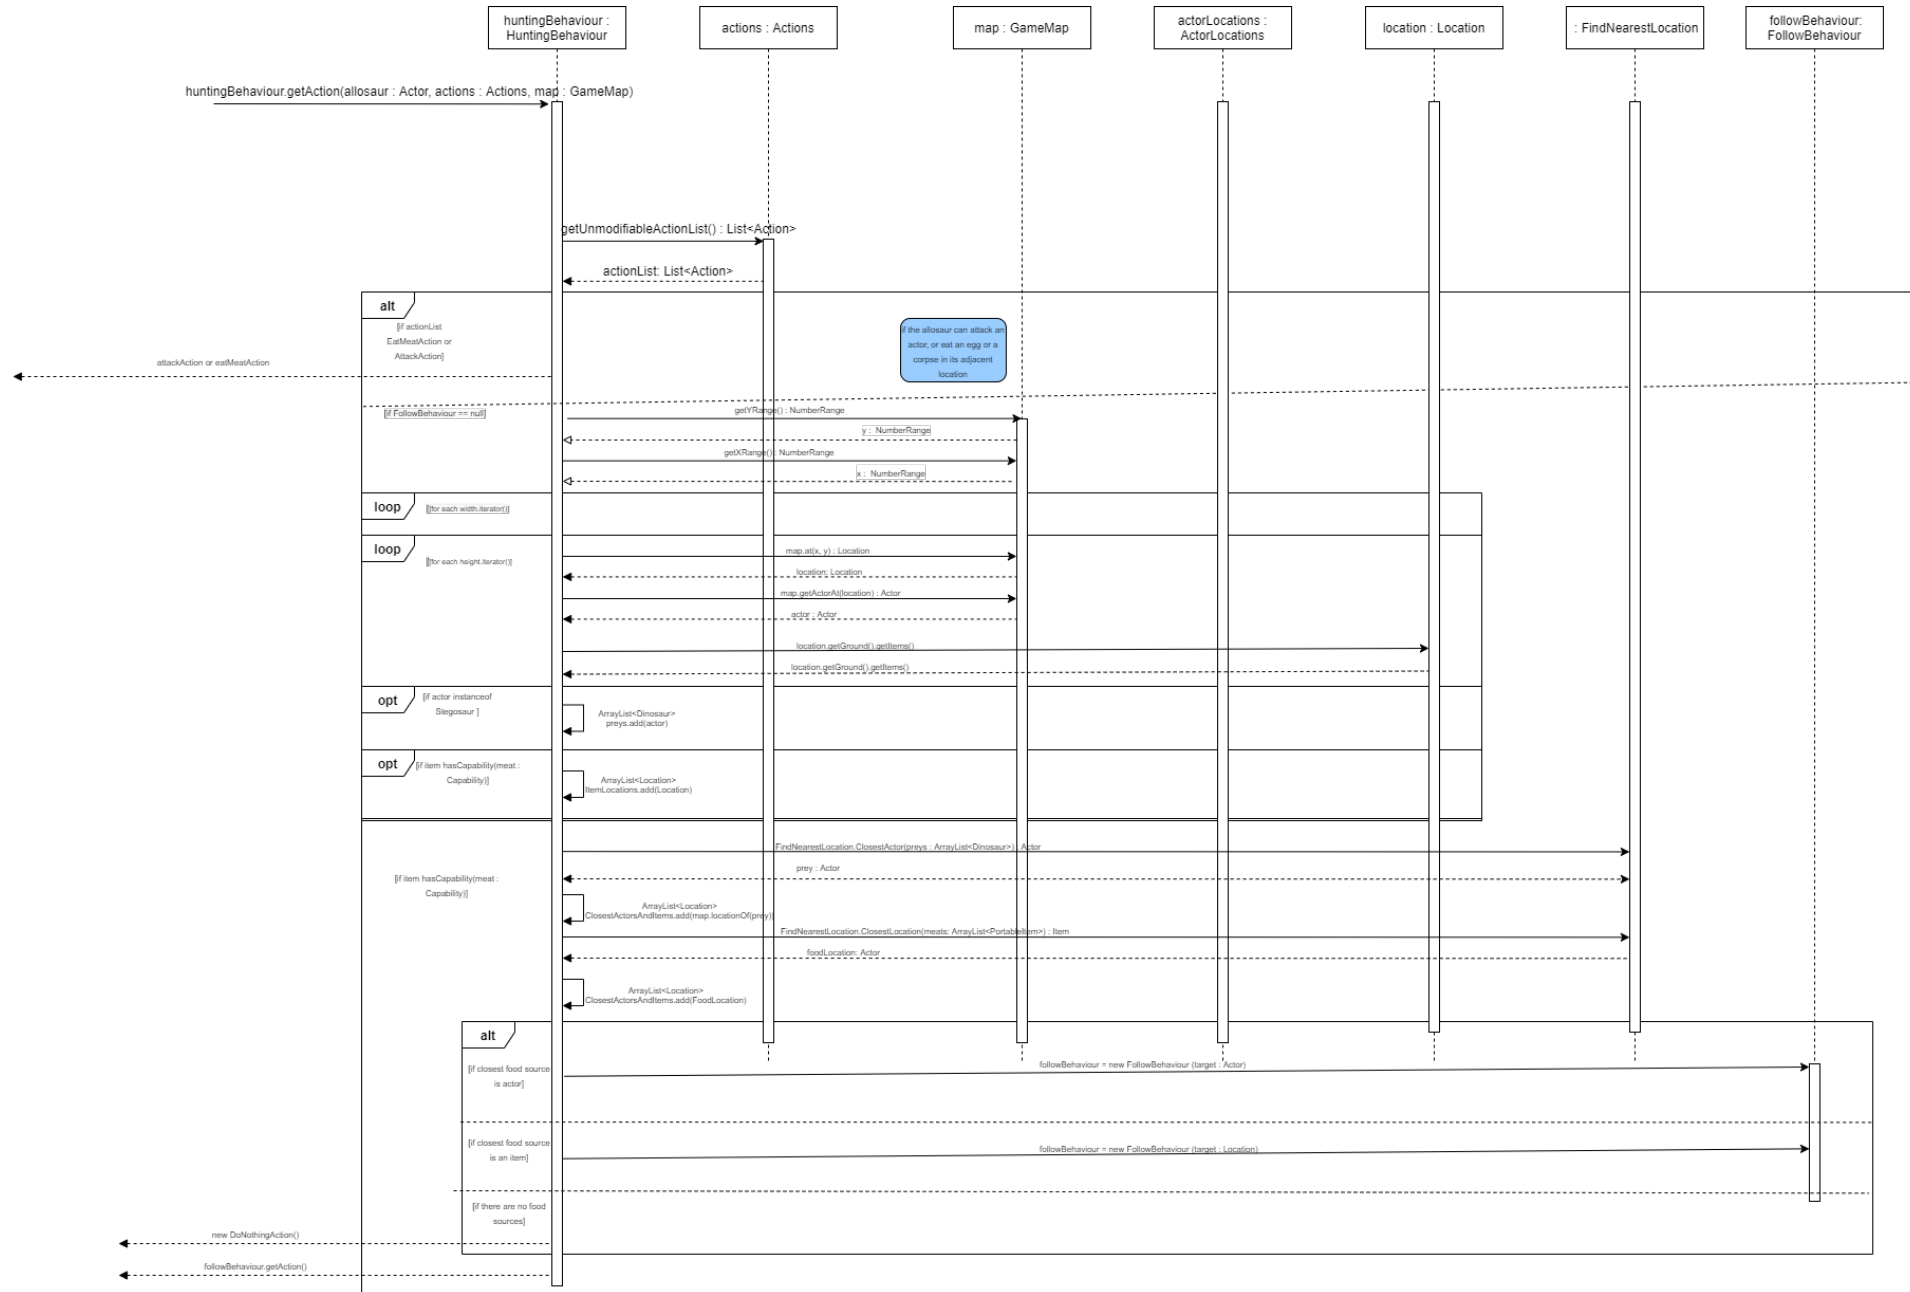 huntingBehaviour :
HuntingBehaviour
actions : Actions
map : GameMap
actorLocations :
ActorLocations
location : Location
: FindNearestLocation
followBehaviour:
FollowBehaviour
huntingBehaviour.getAction(allosaur : Actor, actions : Actions, map : GameMap)
getUnmodifiableActionList() : List<Action>
actionList: List<Action>
alt
[if actionList
EatMeatAction or
AttackAction]
if the allosaur can attack an
actor, or eat an egg or a
corpse in its adjacent
location
attackAction or eatMeatAction
[if FollowBehaviour == null]
getYRange() : NumberRange
y : NumberRange
getXRange() : NumberRange
x : NumberRange
loop
[[for each width.iterator()]
loop
[[for each height.iterator()]
map.at(x, y) : Location
location: Location
map.getActorAt(location) : Actor
actor : Actor
location.getGround().getItems()
location.getGround().getItems()
opt
[if actor instanceof
Stegosaur ]
ArrayList<Dinosaur>
preys.add(actor)
opt
[if item hasCapability(meat :
Capability)]
ArrayList<Location>
ItemLocations.add(Location)
FindNearestLocation.ClosestActor(preys : ArrayList<Dinosaur>) : Actor
prey : Actor
[if item hasCapability(meat :
Capability)]
ArrayList<Location>
ClosestActorsAndItems.add(map.locationOf(prey))
FindNearestLocation.ClosestLocation(meats: ArrayList<PortableItem>) : Item
foodLocation: Actor
ArrayList<Location>
ClosestActorsAndItems.add(FoodLocation)
alt
[if closest food source
is actor]
followBehaviour = new FollowBehaviour (target : Actor)
[if closest food source
is an item]
followBehaviour = new FollowBehaviour (target : Location)
[if there are no food
sources]
new DoNothingAction()
followBehaviour.getAction()